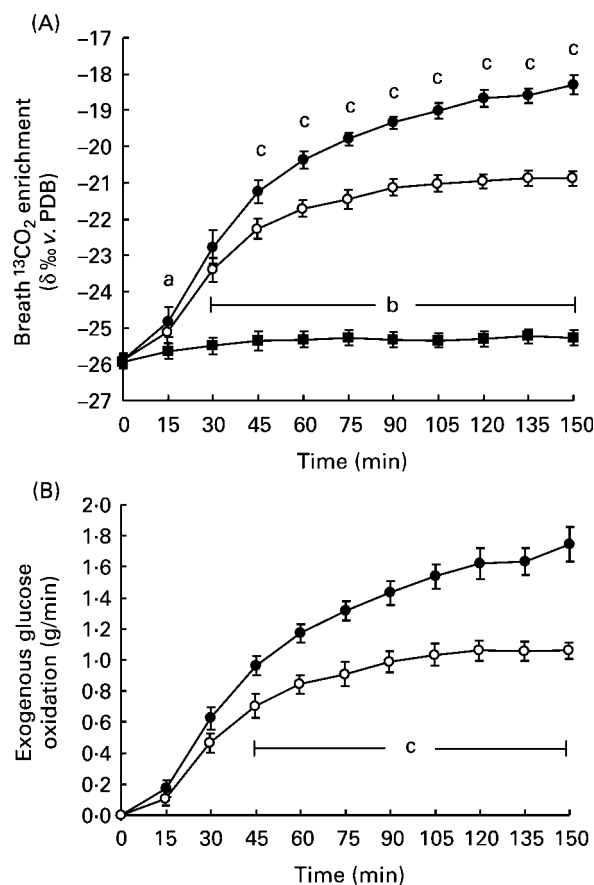 (A)
Breath ¹³CO₂ enrichment
(δ‰ v. PDB)
–17
–18
–19
–20
–21
–22
–23
–24
–25
–26
–27
a
c c c c c c c c
b
0 15 30 45 60 75 90 105 120 135 150
Time (min)
(B)
Exogenous glucose
oxidation (g/min)
2·0
1·8
1·6
1·4
1·2
1·0
0·8
0·6
0·4
0·2
0·0
c
0 15 30 45 60 75 90 105 120 135 150
Time (min)